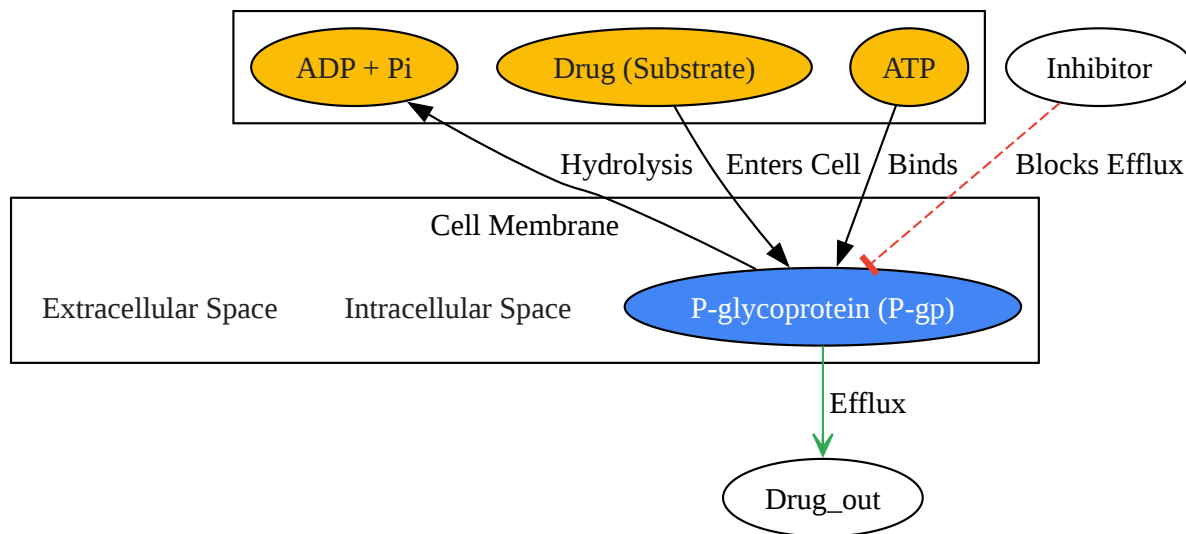 ADP + Pi
Drug (Substrate)
ATP
Inhibitor
Hydrolysis
Enters Cell
Binds
Blocks Efflux
Cell Membrane
Extracellular Space
Intracellular Space
P-glycoprotein (P-gp)
Efflux
Drug_out